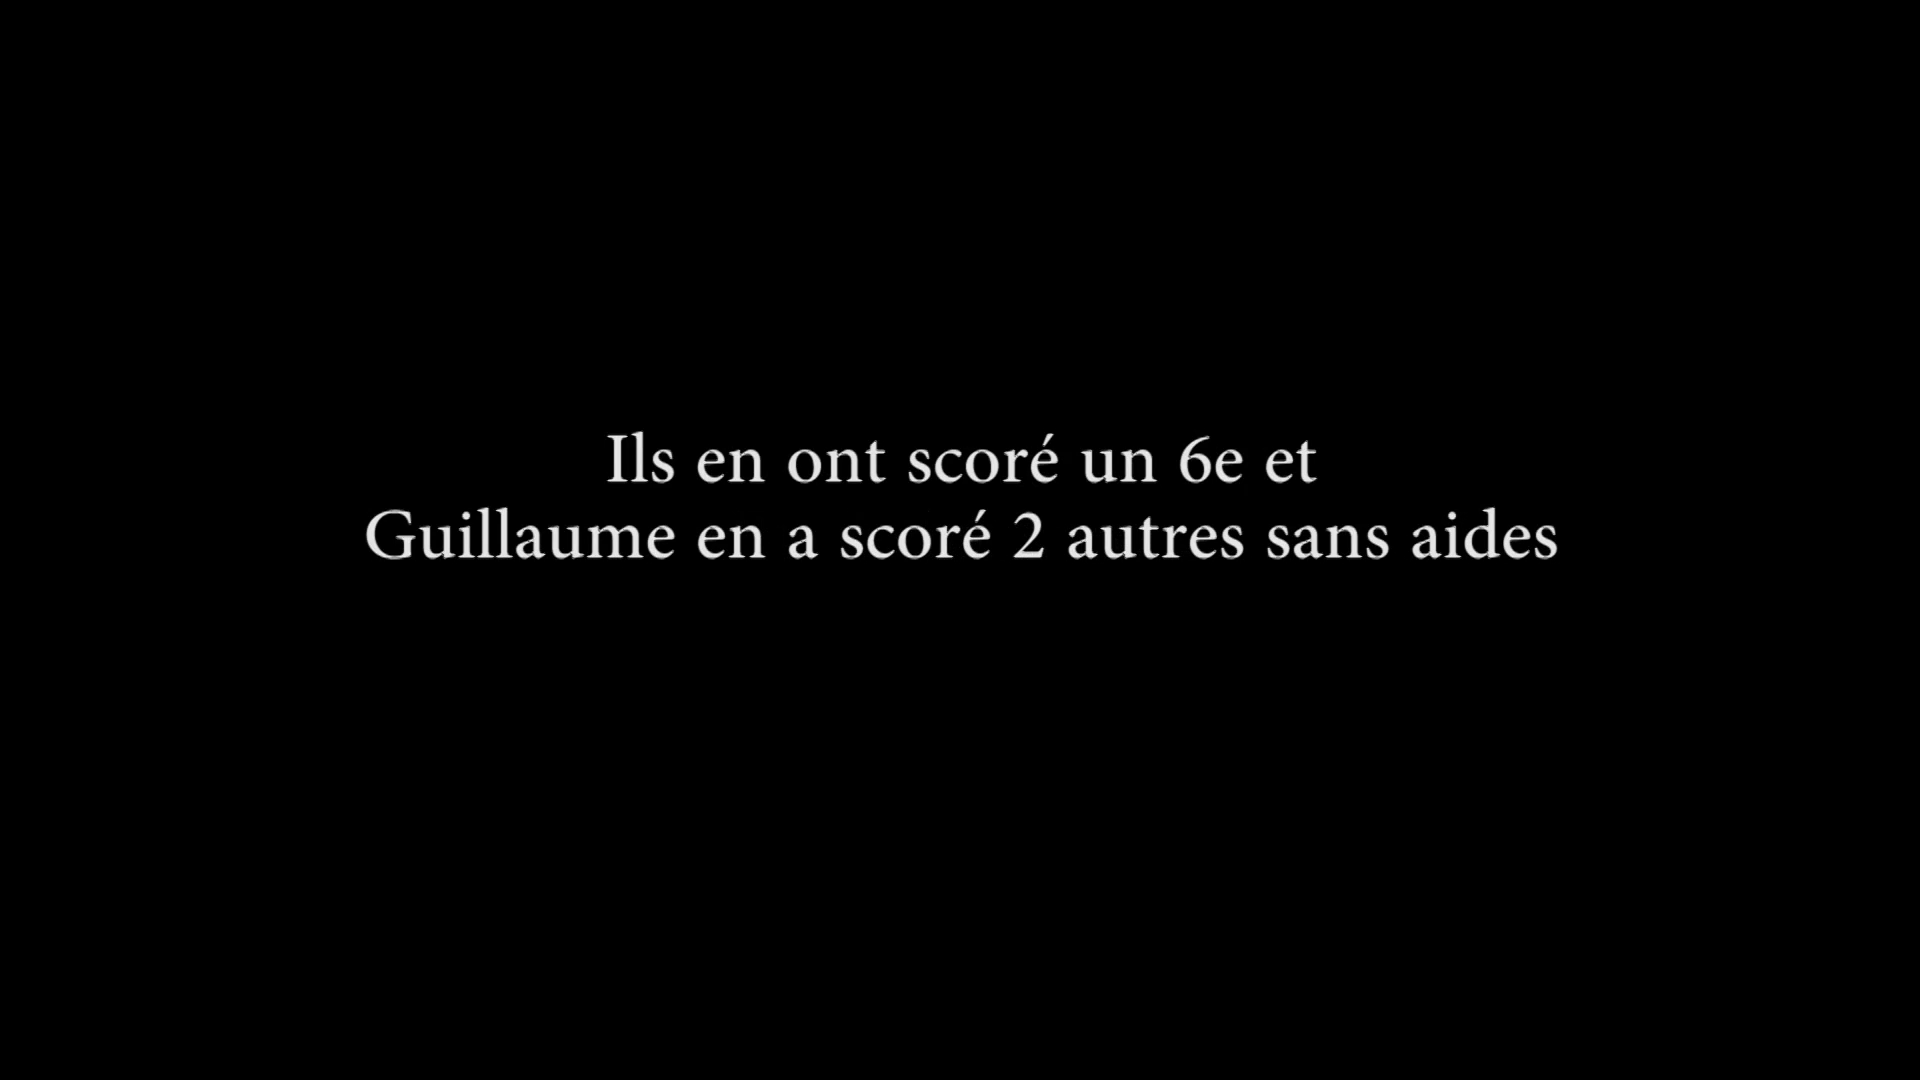 Ils en ont scoré un 6e et
Guillaume en a scoré 2 autres sans aides